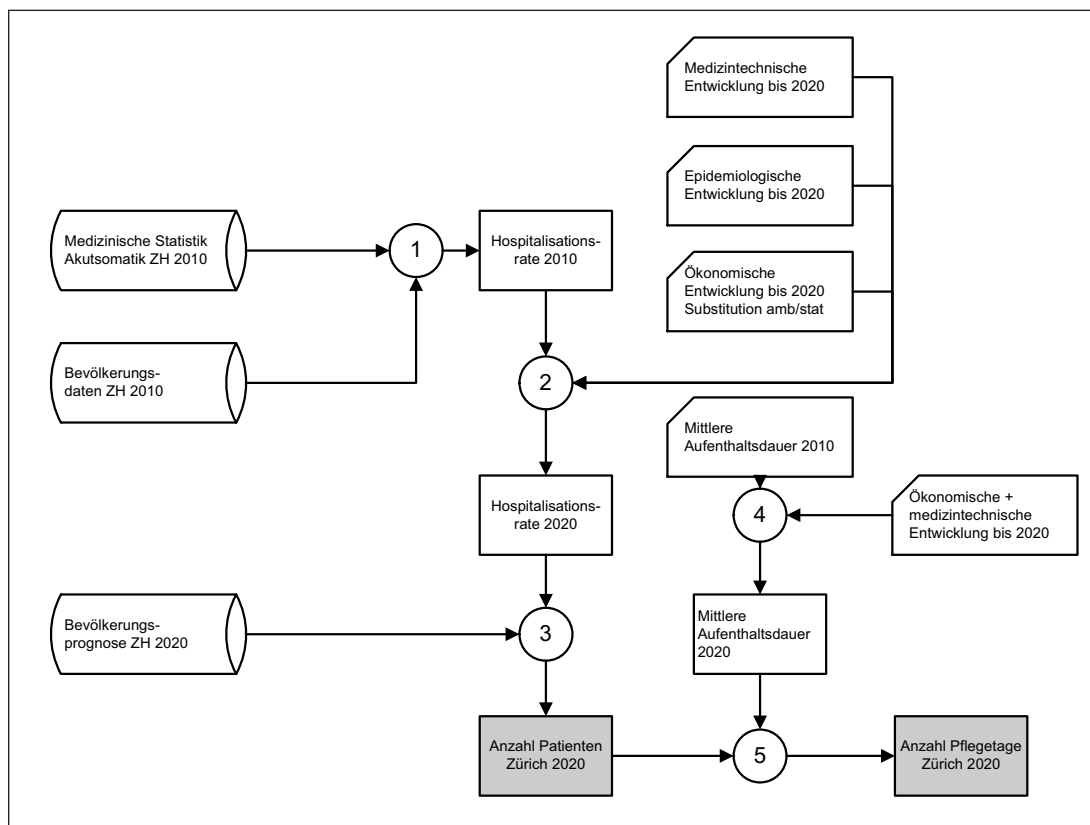 Medizintechnische
Entwicklung bis 2020
Epidemiologische
Entwicklung bis 2020
Medizinische Statistik
Akutsomatik ZH 2010
1
Hospitalisations-
rate 2010
Ökonomische
Entwicklung bis 2020
Substitution amb/stat
Bevölkerungs-
daten ZH 2010
2
Mittlere
Aufenthaltsdauer 2010
Hospitalisations-
rate 2020
4
Ökonomische +
medizintechnische
Entwicklung bis 2020
Bevölkerungs-
prognose ZH 2020
3
Mittlere
Aufenthaltsdauer
2020
Anzahl Patienten
Zürich 2020
5
Anzahl Pflegetage
Zürich 2020